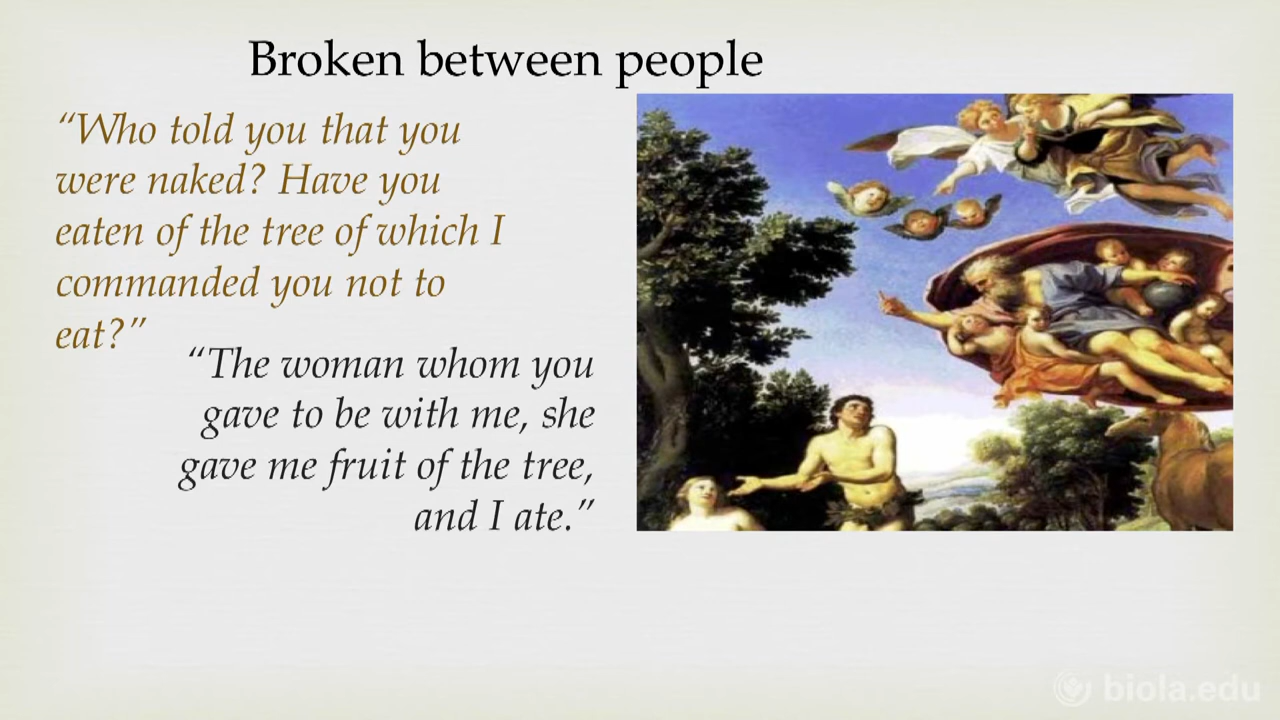 Broken between people
“Who told you that you
were naked? Have you
eaten of the tree of which I
commanded you not to
eat?”
“The woman whom you
gave to be with me, she
gave me fruit of the tree,
and I ate.”
biola.edu